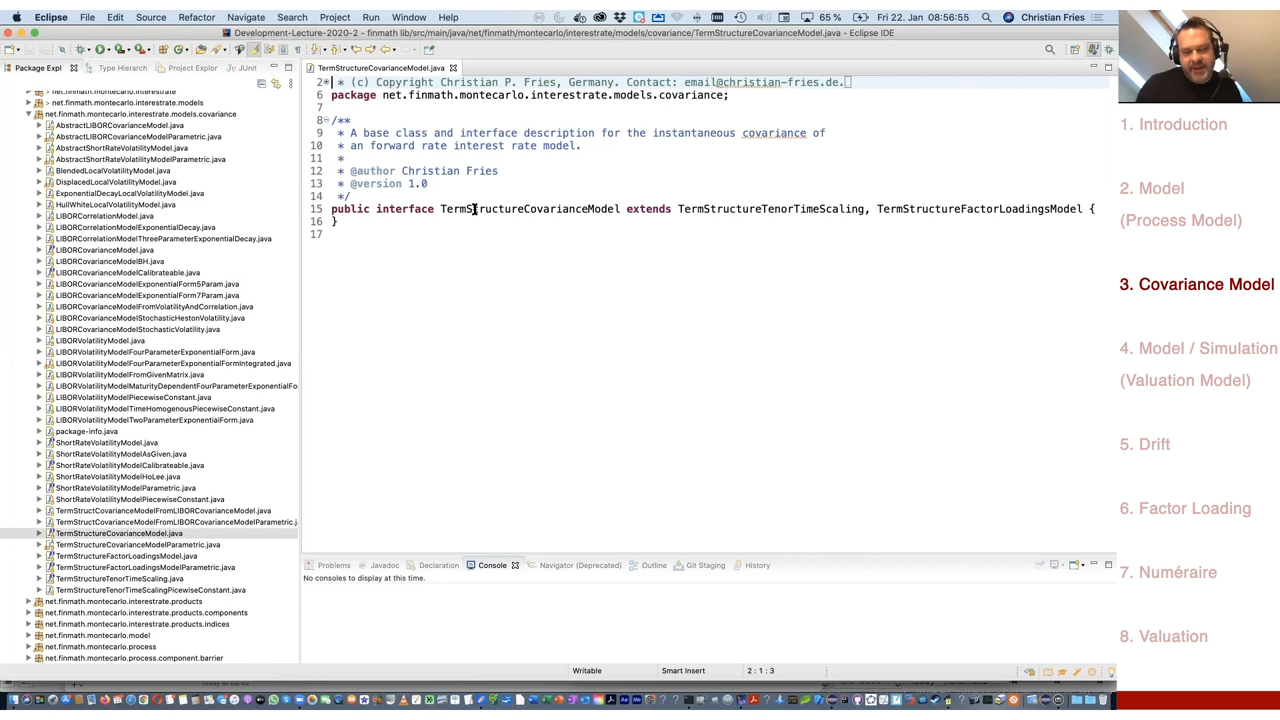 Eclipse File Edit Source Refactor Navigate Search Project Run Window Help 65 % Fri 22. Jan 08:56:55 Christian Fries
Development-Lecture-2020-2 - finmath lib/src/main/java/net/finmath/montecarlo/interestrate/models/covariance/TermStructureCovarianceModel.java - Eclipse IDE
Package Expl Type Hierarch Project Explor JUnit
net.finmath.montecarlo.interestrate
> net.finmath.montecarlo.interestrate.models
net.finmath.montecarlo.interestrate.models.covariance
AbstractLIBORCovarianceModel.java
AbstractLIBORCovarianceModelParametric.java
AbstractShortRateVolatilityModel.java
AbstractShortRateVolatilityModelParametric.java
BlendedLocalVolatilityModel.java
DisplacedLocalVolatilityModel.java
ExponentialDecayLocalVolatilityModel.java
HullWhiteLocalVolatilityModel.java
LIBORCorrelationModel.java
LIBORCorrelationModelExponentialDecay.java
LIBORCorrelationModelThreeParameterExponentialDecay.java
LIBORCovarianceModel.java
LIBORCovarianceModelBH.java
LIBORCovarianceModelCalibrateable.java
LIBORCovarianceModelExponentialForm5Param.java
LIBORCovarianceModelExponentialForm7Param.java
LIBORCovarianceModelFromVolatilityAndCorrelation.java
LIBORCovarianceModelStochasticHestonVolatility.java
LIBORCovarianceModelStochasticVolatility.java
LIBORVolatilityModel.java
LIBORVolatilityModelFourParameterExponentialForm.java
LIBORVolatilityModelFourParameterExponentialFormIntegrated.java
LIBORVolatilityModelFromGivenMatrix.java
LIBORVolatilityModelMaturityDependentFourParameterExponentialFo
LIBORVolatilityModelPiecewiseConstant.java
LIBORVolatilityModelTimeHomogenousPiecewiseConstant.java
LIBORVolatilityModelTwoParameterExponentialForm.java
package-info.java
ShortRateVolatilityModel.java
ShortRateVolatilityModelAsGiven.java
ShortRateVolatilityModelCalibrateable.java
ShortRateVolatilityModelHoLee.java
ShortRateVolatilityModelParametric.java
ShortRateVolatilityModelPiecewiseConstant.java
TermStructCovarianceModelFromLIBORCovarianceModel.java
TermStructCovarianceModelFromLIBORCovarianceModelParametric.j
TermStructureCovarianceModel.java
TermStructureCovarianceModelParametric.java
TermStructureFactorLoadingsModel.java
TermStructureFactorLoadingsModelParametric.java
TermStructureTenorTimeScaling.java
TermStructureTenorTimeScalingPicewiseConstant.java
net.finmath.montecarlo.interestrate.products
net.finmath.montecarlo.interestrate.products.components
net.finmath.montecarlo.interestrate.products.indices
net.finmath.montecarlo.model
net.finmath.montecarlo.process
net.finmath.montecarlo.process.component.barrier
TermStructureCovarianceModel.java
2 * (c) Copyright Christian P. Fries, Germany. Contact: email@christian-fries.de.
6 package net.finmath.montecarlo.interestrate.models.covariance;
7
8 /**
9 * A base class and interface description for the instantaneous covariance of
10 * an forward rate interest rate model.
11 *
12 * @author Christian Fries
13 * @version 1.0
14 */
15 public interface TermStructureCovarianceModel extends TermStructureTenorTimeScaling, TermStructureFactorLoadingsModel {
16 }
17
Problems Javadoc Declaration Console Navigator (Deprecated) Outline Git Staging History
No consoles to display at this time.
Writable Smart Insert 2 : 1 : 3
1. Introduction
2. Model
(Process Model)
3. Covariance Model
4. Model / Simulation
(Valuation Model)
5. Drift
6. Factor Loading
7. Numéraire
8. Valuation